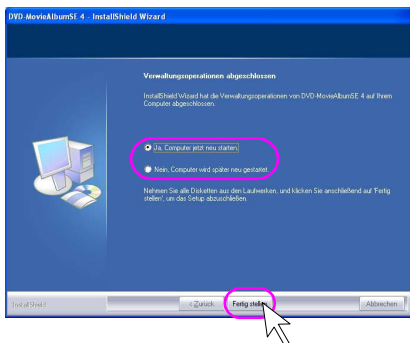 DVD-MovieAlbumSE 4 - InstallShield Wizard
Verwaltungsoperationen abgeschlossen
InstallShield Wizard hat die Verwaltungsoperationen von DVD-MovieAlbumSE 4 auf Ihrem
Computer abgeschlossen.
Ja, Computer jetzt neu starten.
Nein, Computer wird später neu gestartet.
Nehmen Sie alle Disketten aus den Laufwerken, und klicken Sie anschließend auf 'Fertig
stellen', um das Setup abzuschließen.
InstallShield
< Zurück Fertig stellen Abbrechen